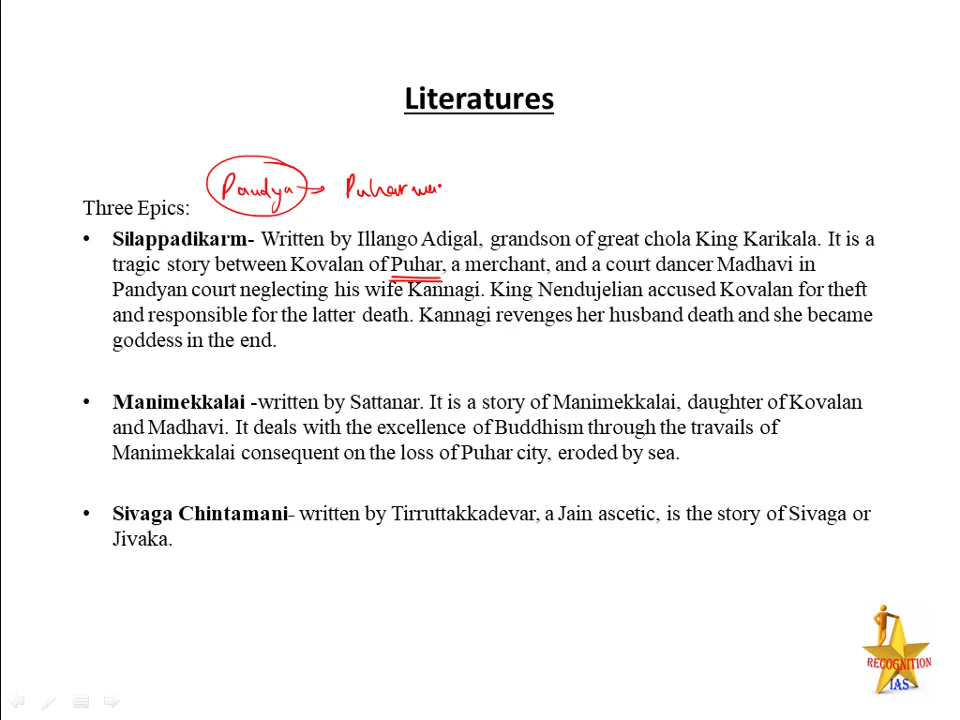 Literatures
Pandya → Puhar
Three Epics:
• Silappadikarm- Written by Illango Adigal, grandson of great chola King Karikala. It is a
tragic story between Kovalan of Puhar, a merchant, and a court dancer Madhavi in
Pandyan court neglecting his wife Kannagi. King Nendujelian accused Kovalan for theft
and responsible for the latter death. Kannagi revenges her husband death and she became
goddess in the end.
• Manimekkalai -written by Sattanar. It is a story of Manimekkalai, daughter of Kovalan
and Madhavi. It deals with the excellence of Buddhism through the travails of
Manimekkalai consequent on the loss of Puhar city, eroded by sea.
• Sivaga Chintamani- written by Tirruttakkadevar, a Jain ascetic, is the story of Sivaga or
Jivaka.
RECOGNITION
IAS